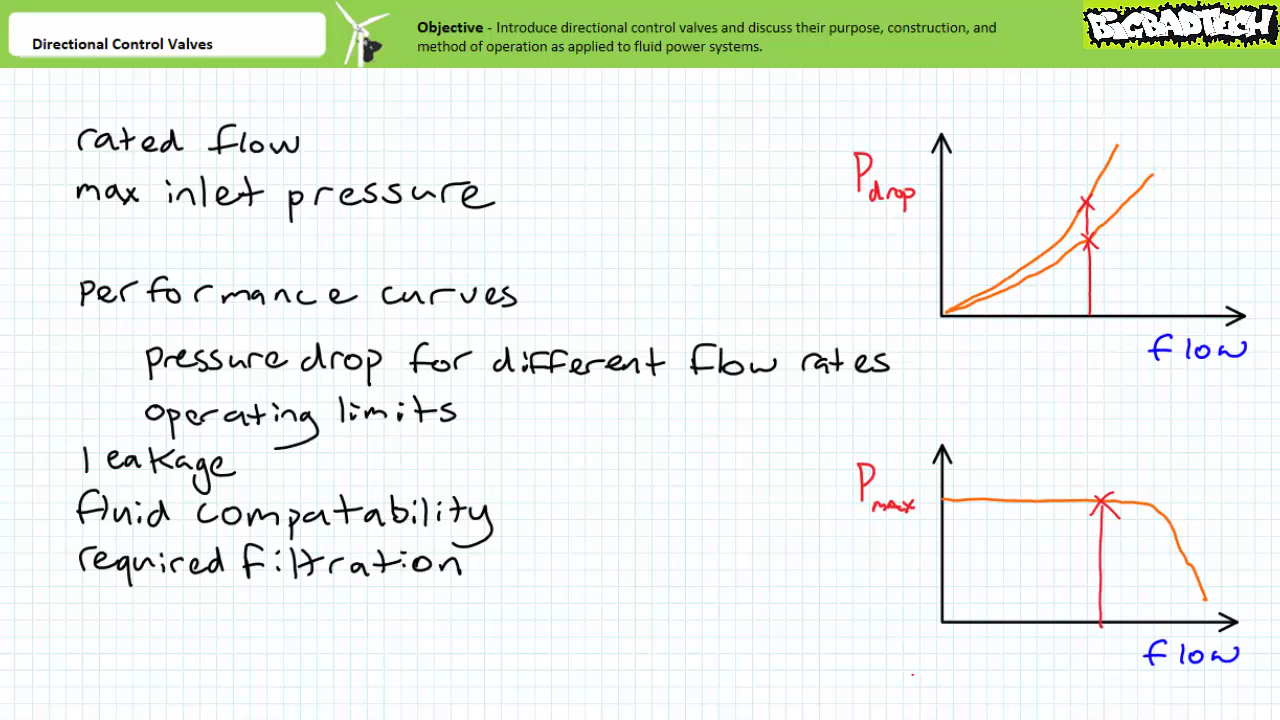 Directional Control Valves
Objective - Introduce directional control valves and discuss their purpose, construction, and
method of operation as applied to fluid power systems.
BIGBADTECH
rated flow
max inlet pressure
performance curves
pressure drop for different flow rates
operating limits
leakage
fluid compatability
required filtration
Pdrop
flow
Pmax
flow